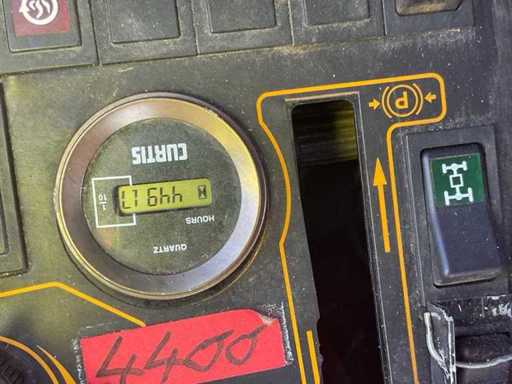 P
QUARTZ
HOURS
1/10
CURTIS
4400